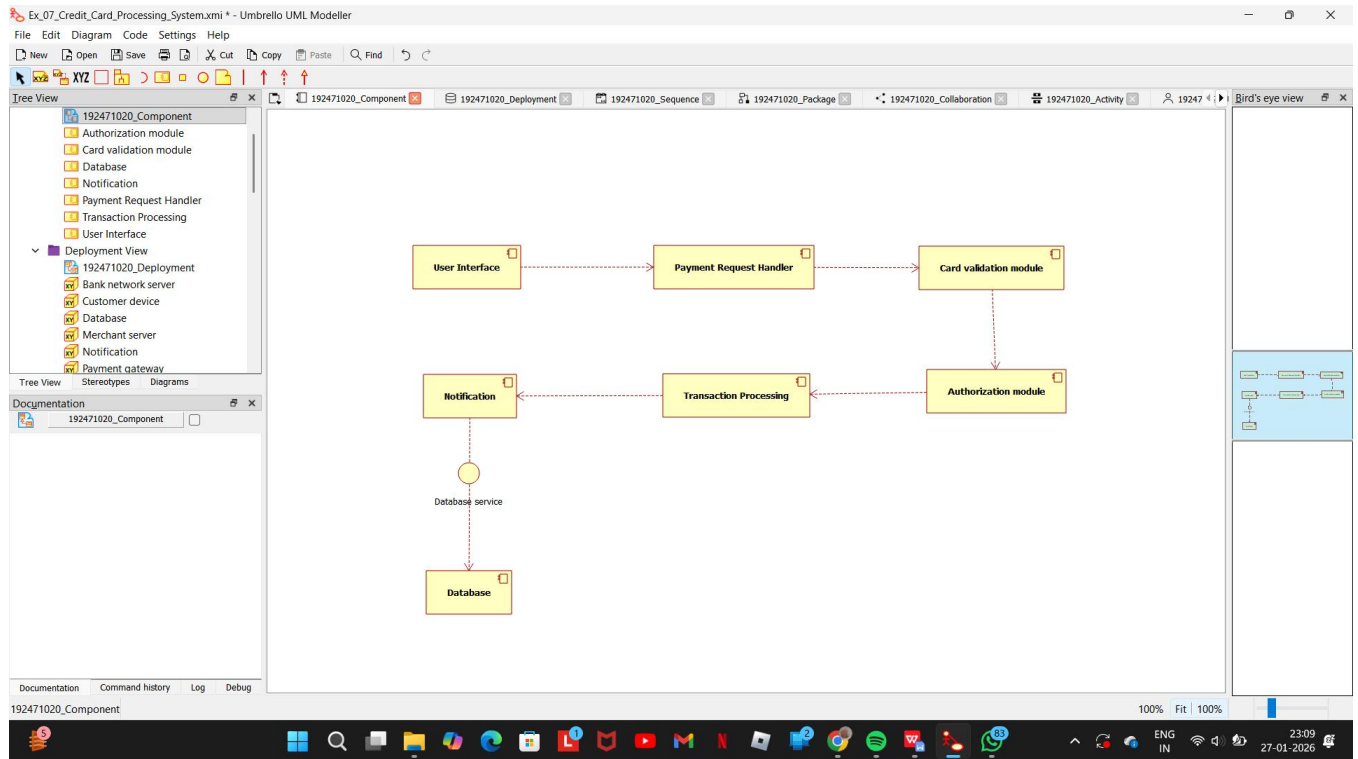 Ex_07_Credit_Card_Processing_System.xmi * - Umbrello UML Modeller
File Edit Diagram Code Settings Help
New Open Save Cut Copy Paste Find
XYZ
Tree View
192471020_Component 192471020_Deployment 192471020_Sequence 192471020_Package 192471020_Collaboration 192471020_Activity 19247
Bird's eye view
192471020_Component
Authorization module
Card validation module
Database
Notification
Payment Request Handler
Transaction Processing
User Interface
Deployment View
192471020_Deployment
Bank network server
Customer device
Database
Merchant server
Notification
Payment gateway
Tree View Stereotypes Diagrams
Documentation
192471020_Component
User Interface Payment Request Handler Card validation module
Notification Transaction Processing Authorization module
Database service
Database
Documentation Command history Log Debug
192471020_Component
100% Fit 100%
5
L 1
2
83
ENG
IN
23:09
27-01-2026